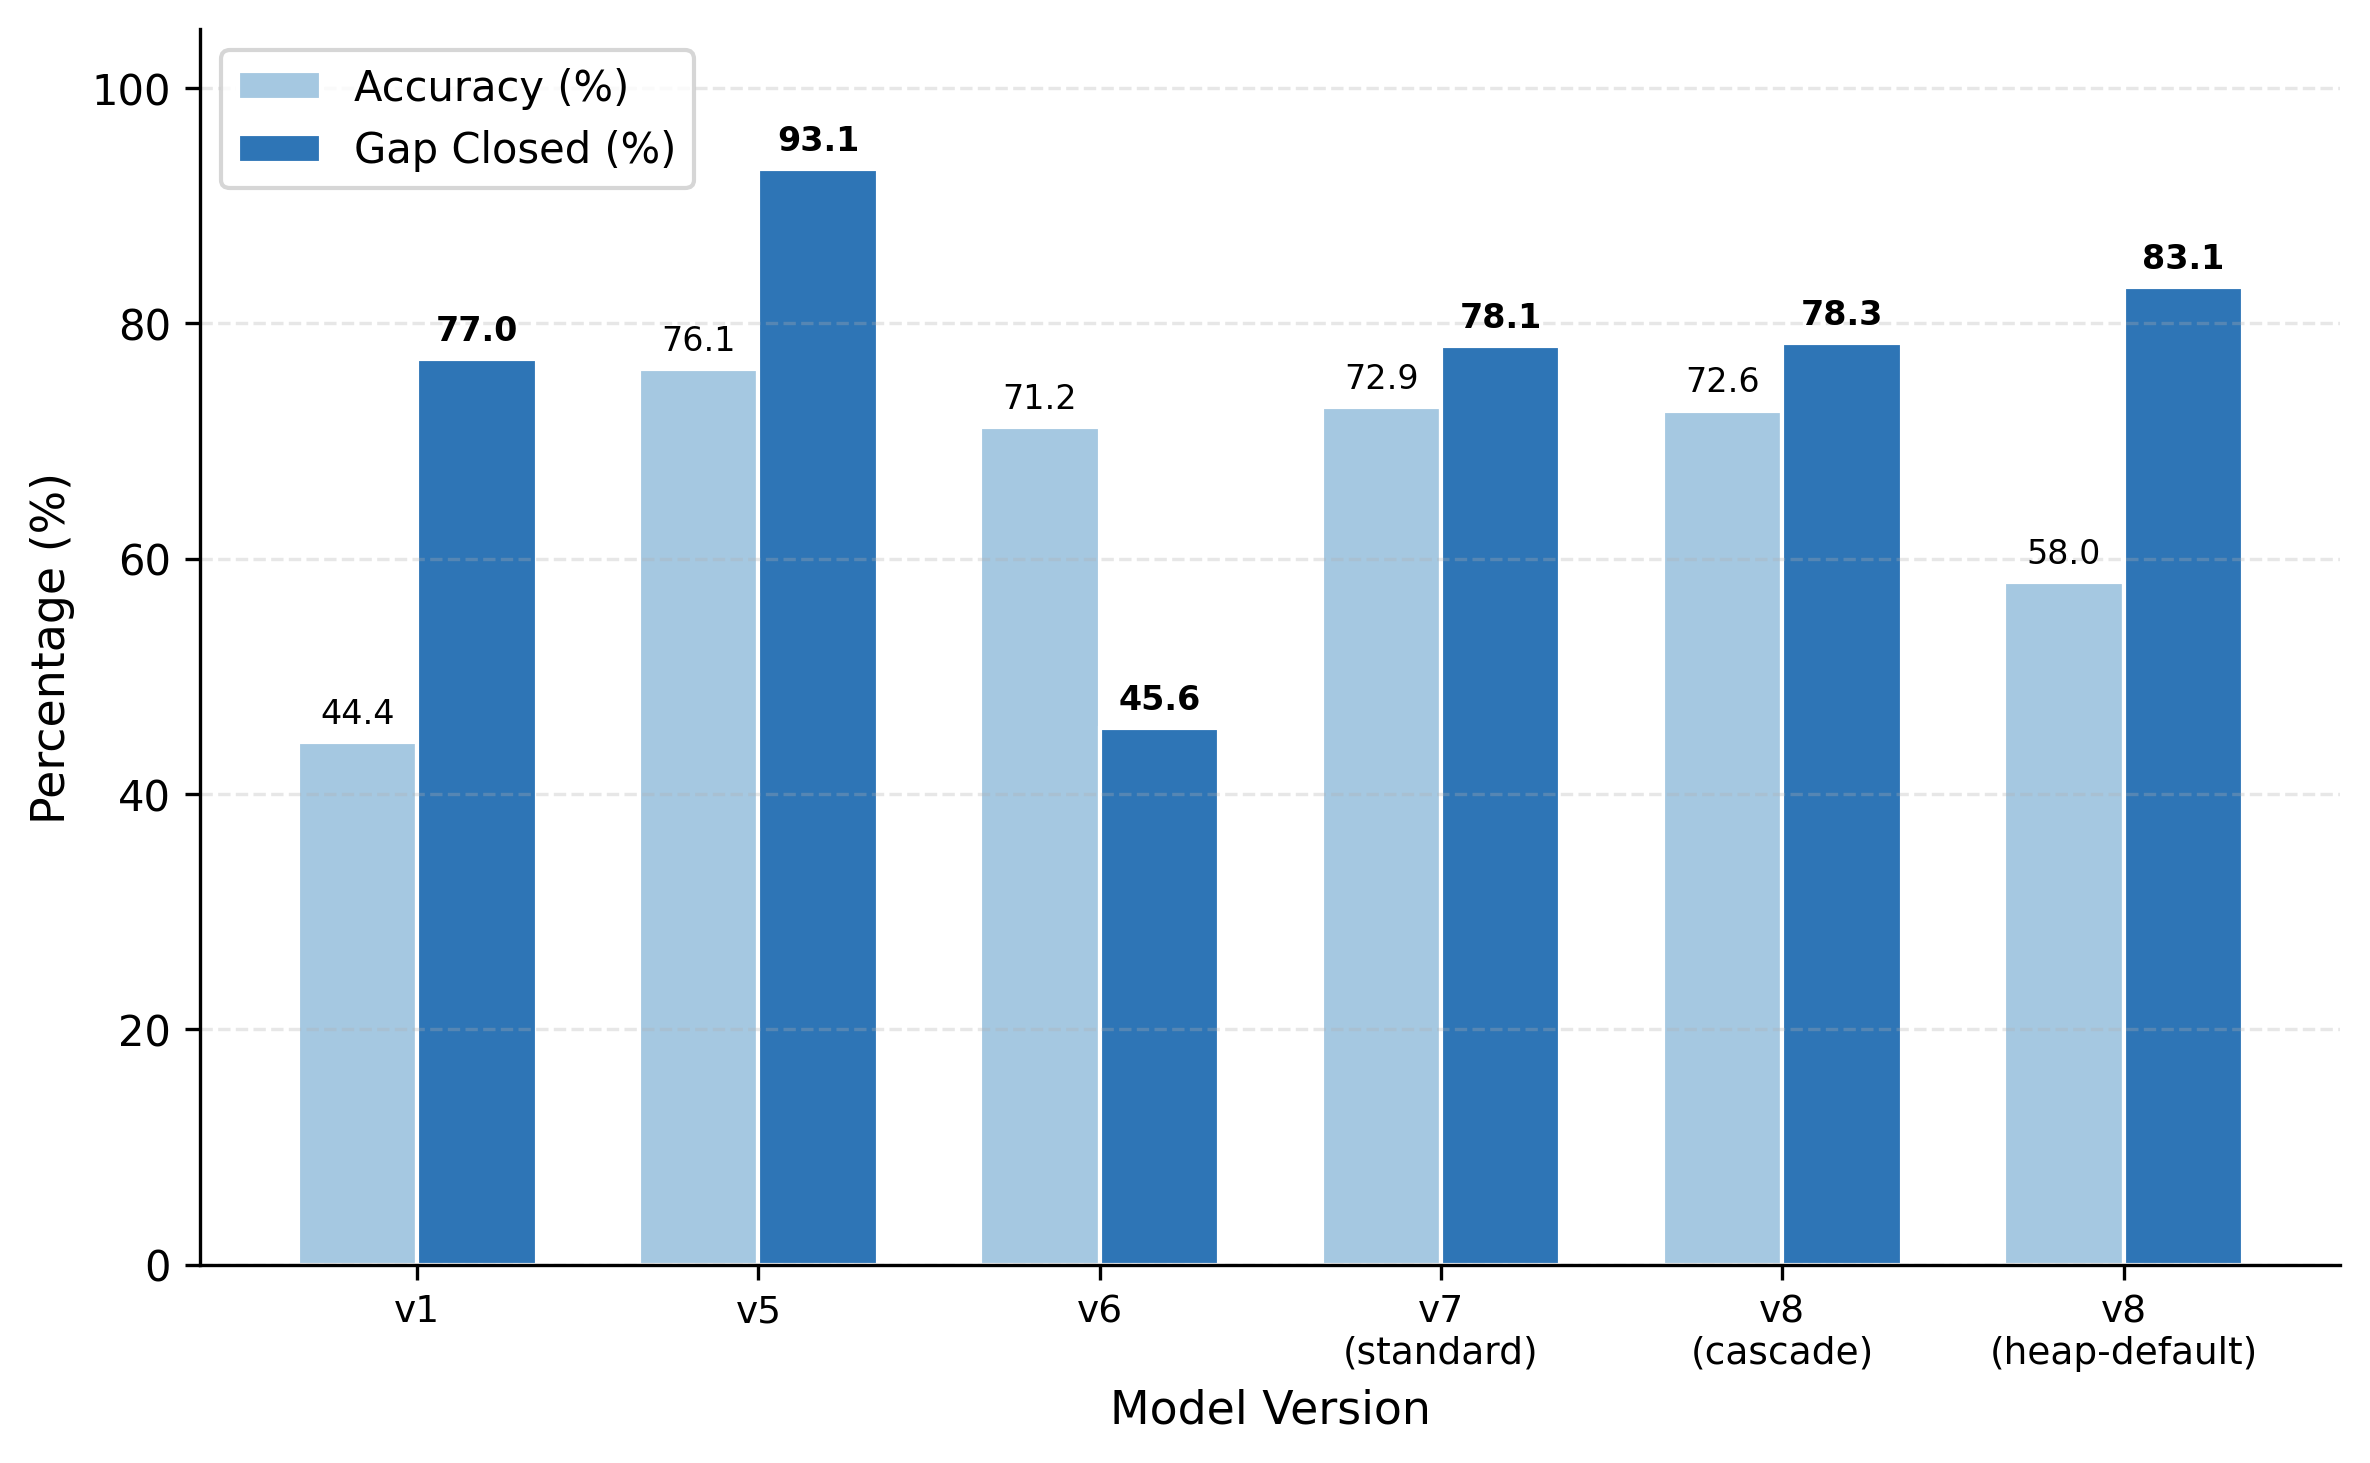 Accuracy (%)
Gap Closed (%)
Percentage (%)
100
80
60
40
20
0
44.4
77.0
76.1
93.1
71.2
45.6
72.9
78.1
72.6
78.3
58.0
83.1
v1
v5
v6
v7
(standard)
v8
(cascade)
v8
(heap-default)
Model Version